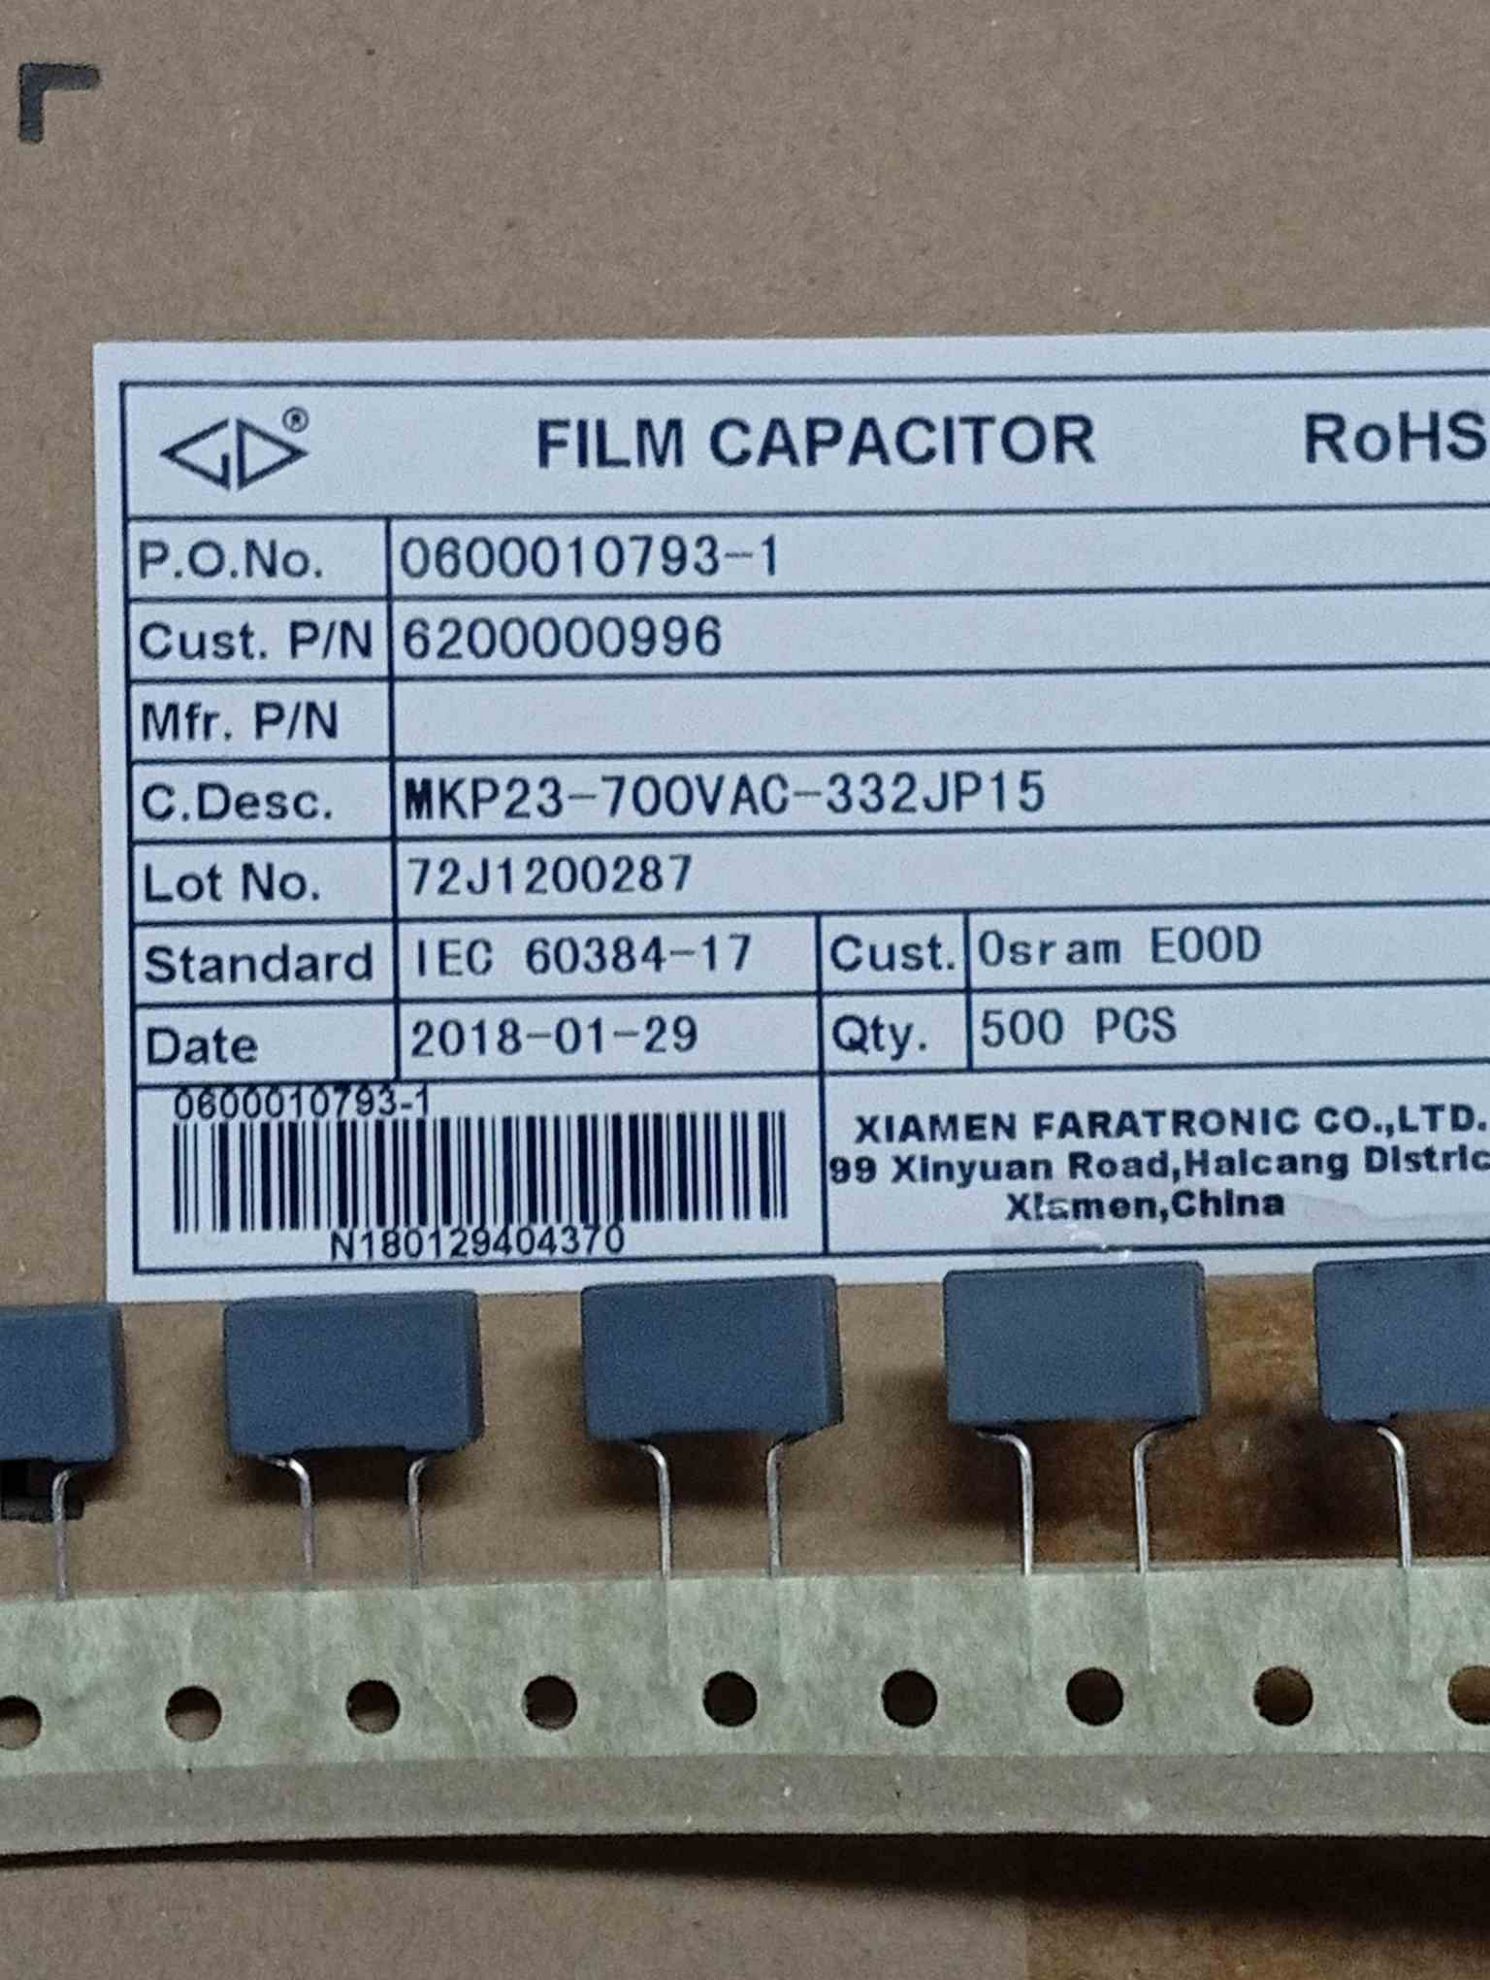 ® FILM CAPACITOR RoHS
P.O.No. 0600010793-1
Cust. P/N 6200000996
Mfr. P/N
C.Desc. MKP23-700VAC-332JP15
Lot No. 72J1200287
Standard IEC 60384-17 Cust. Osram EOOD
Date 2018-01-29 Qty. 500 PCS
0600010793-1
N180129404370
XIAMEN FARATRONIC CO.,LTD.
99 Xinyuan Road,Haicang Distric
Xiamen,China